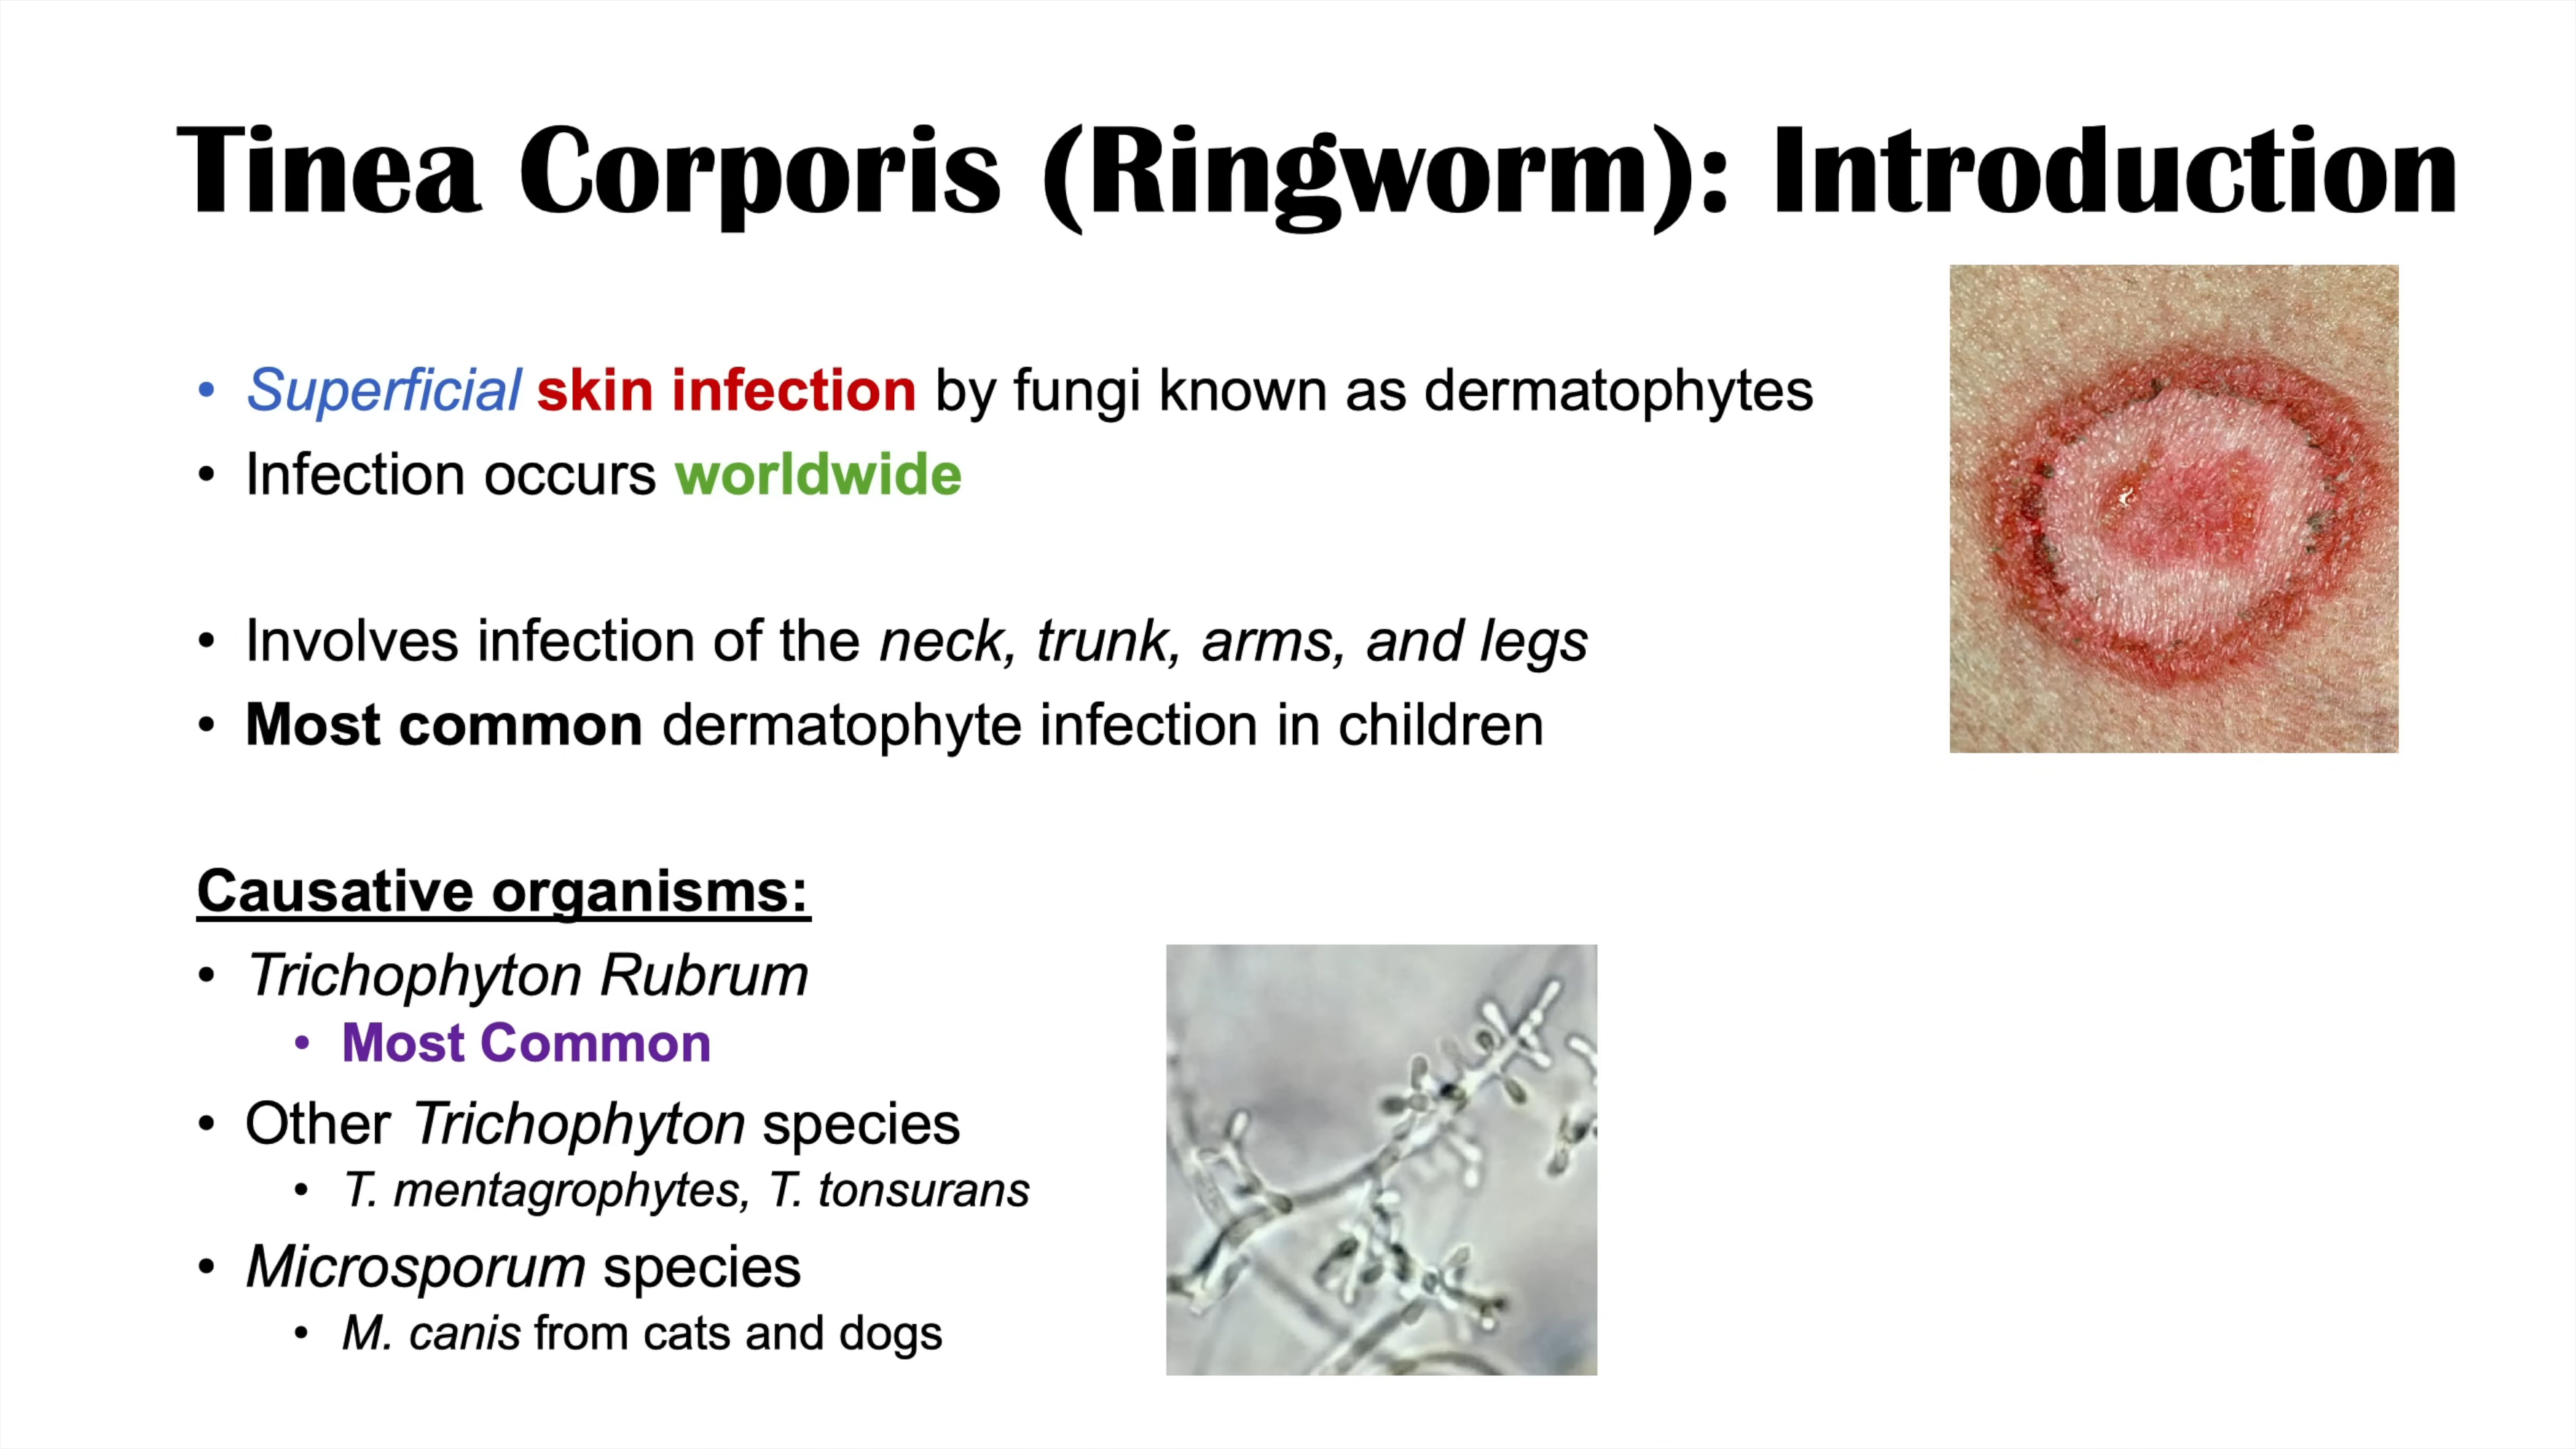 Tinea Corporis (Ringworm): Introduction
• Superficial skin infection by fungi known as dermatophytes
• Infection occurs worldwide
• Involves infection of the neck, trunk, arms, and legs
• Most common dermatophyte infection in children
Causative organisms:
• Trichophyton Rubrum
• Most Common
• Other Trichophyton species
• T. mentagrophytes, T. tonsurans
• Microsporum species
• M. canis from cats and dogs